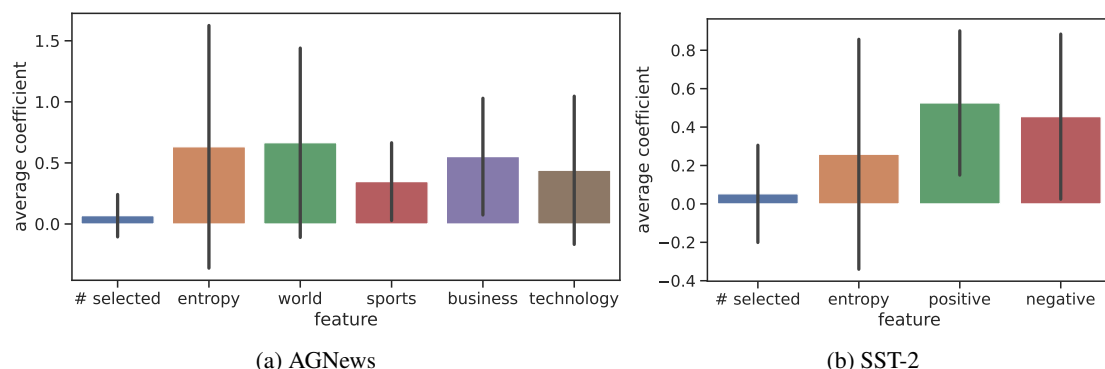 1.5
1.0
0.5
0.0
average coefficient
# selected entropy world sports business technology
feature
(a) AGNews
0.8
0.6
0.4
0.2
0.0
−0.2
−0.4
average coefficient
# selected entropy positive negative
feature
(b) SST-2